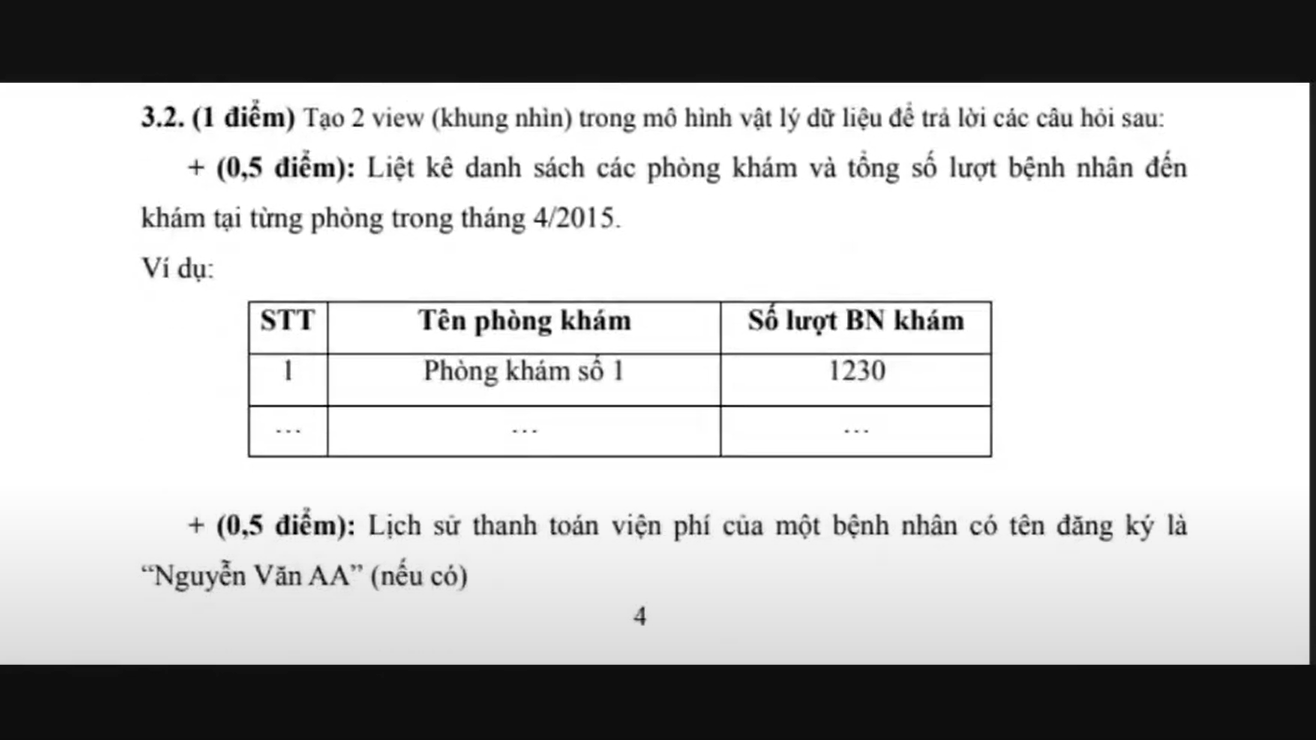 3.2. (1 điểm) Tạo 2 view (khung nhìn) trong mô hình vật lý dữ liệu để trả lời các câu hỏi sau:
+ (0,5 điểm): Liệt kê danh sách các phòng khám và tổng số lượt bệnh nhân đến
khám tại từng phòng trong tháng 4/2015.
Ví dụ:
STT Tên phòng khám Số lượt BN khám
1 Phòng khám số 1 1230
... ... ...
+ (0,5 điểm): Lịch sử thanh toán viện phí của một bệnh nhân có tên đăng ký là
“Nguyễn Văn AA” (nếu có)
4